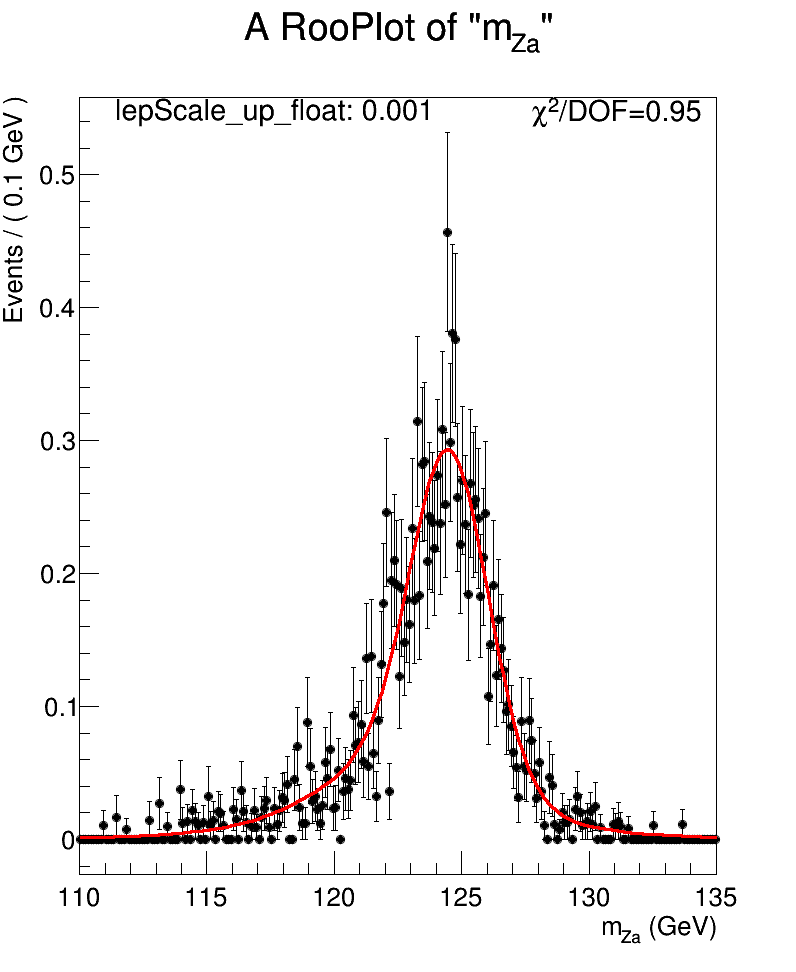 A RooPlot of "m_Za"
lepScale_up_float: 0.001
χ²/DOF=0.95
Events / ( 0.1 GeV )
0.5
0.4
0.3
0.2
0.1
0
110 115 120 125 130 135
m_Za (GeV)